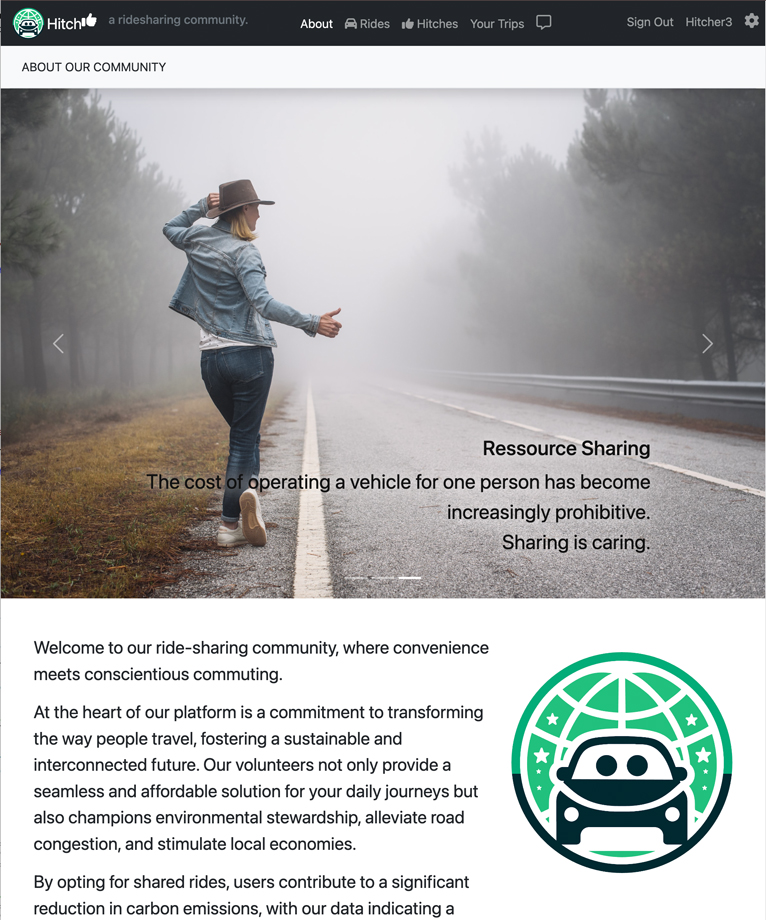 Hitch
a ridesharing community.
About
Rides
Hitches
Your Trips
Sign Out
Hitcher3
ABOUT OUR COMMUNITY
Ressource Sharing
The cost of operating a vehicle for one person has become
increasingly prohibitive.
Sharing is caring.
Welcome to our ride-sharing community, where convenience
meets conscientious commuting.
At the heart of our platform is a commitment to transforming
the way people travel, fostering a sustainable and
interconnected future. Our volunteers not only provide a
seamless and affordable solution for your daily journeys but
also champions environmental stewardship, alleviate road
congestion, and stimulate local economies.
By opting for shared rides, users contribute to a significant
reduction in carbon emissions, with our data indicating a